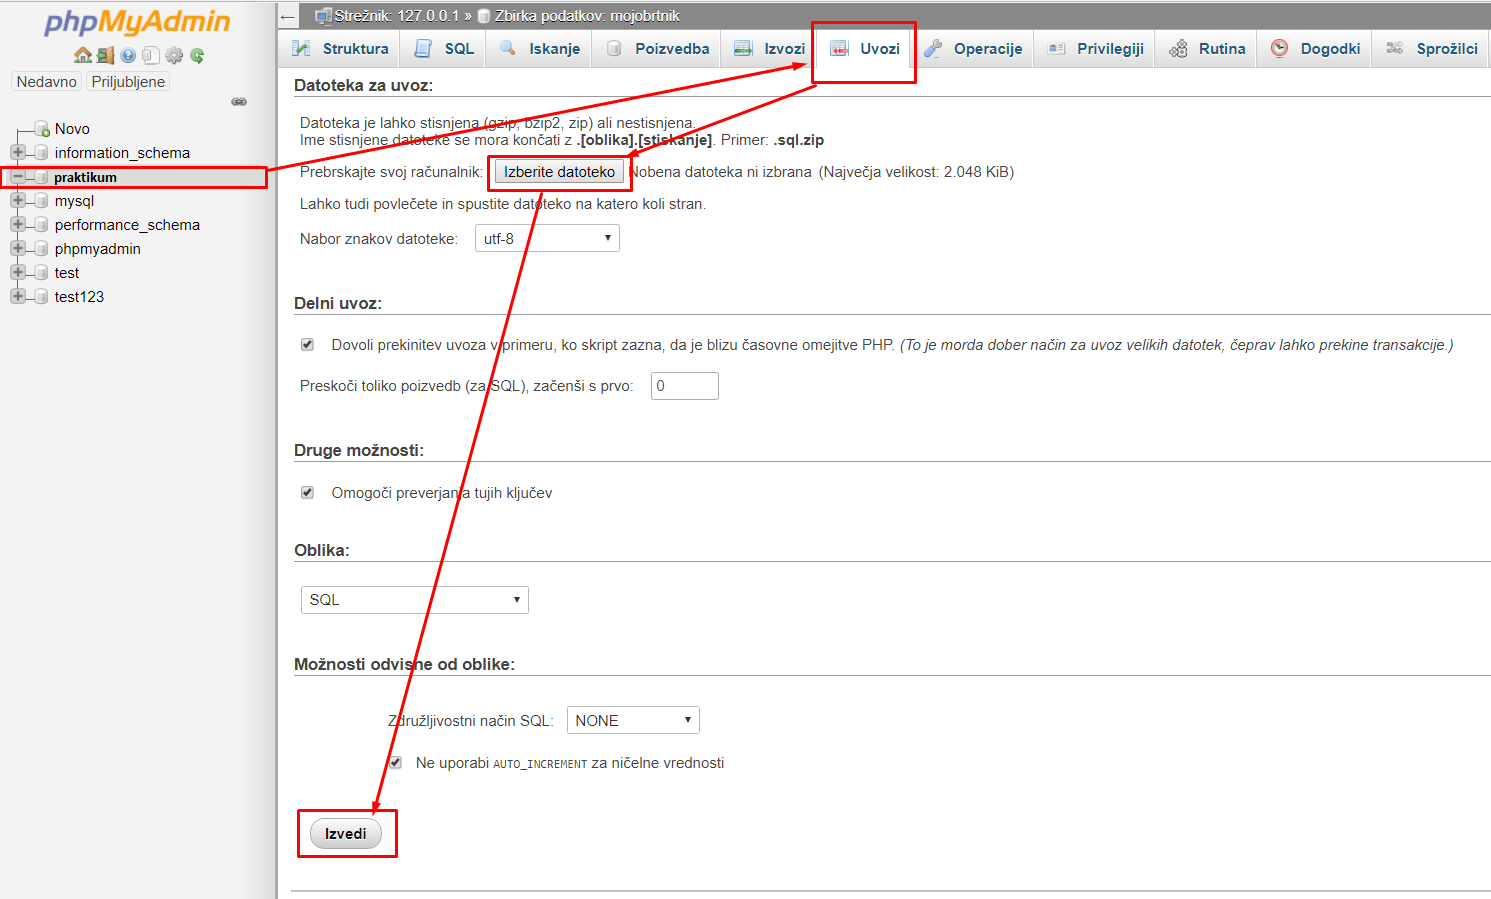 phpMyAdmin
Nedavno Priljubljene
Novo
information_schema
praktikum
mysql
performance_schema
phpmyadmin
test
test123
← Strežnik: 127.0.0.1 » Zbirka podatkov: mojobrtnik
Struktura SQL Iskanje Poizvedba Izvozi Uvozi Operacije Privilegiji Rutina Dogodki Sprožilci
Datoteka za uvoz:
Datoteka je lahko stisnjena (gzip, bzip2, zip) ali nestisnjena.
Ime stisnjene datoteke se mora končati z .[oblika].[stiskanje]. Primer: .sql.zip
Prebrskajte svoj računalnik: Izberite datoteko Nobena datoteka ni izbrana (Največja velikost: 2.048 KiB)
Lahko tudi povlečete in spustite datoteko na katero koli stran.
Nabor znakov datoteke: utf-8
Delni uvoz:
Dovoli prekinitev uvoza v primeru, ko skript zazna, da je blizu časovne omejitve PHP. (To je morda dober način za uvoz velikih datotek, čeprav lahko prekine transakcije.)
Preskoči toliko poizvedb (za SQL), začenši s prvo: 0
Druge možnosti:
Omogoči preverjanja tujih ključev
Oblika:
SQL
Možnosti odvisne od oblike:
Združljivostni način SQL: NONE
Ne uporabi AUTO_INCREMENT za ničelne vrednosti
Izvedi